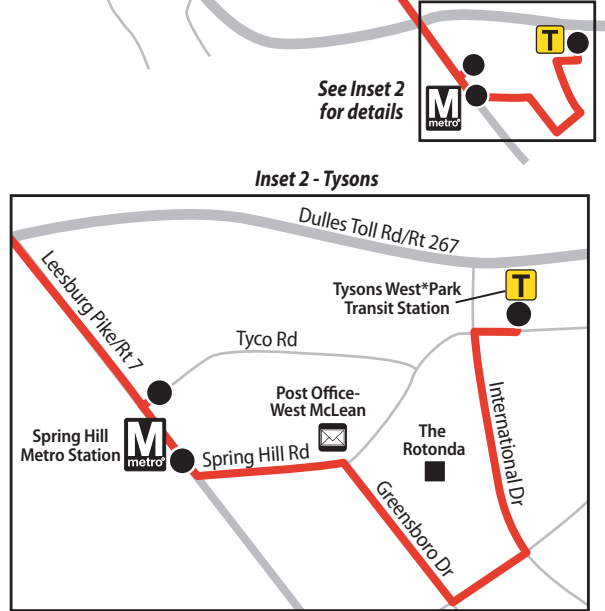 See Inset 2
for details
T
M
metro®
Inset 2 - Tysons
Dulles Toll Rd/Rt 267
Leesburg Pike/Rt 7
Tysons West*Park
Transit Station
T
Tyco Rd
Post Office-
West McLean
International Dr
The
Rotonda
Spring Hill
Metro Station
M
metro®
Spring Hill Rd
Greensboro Dr